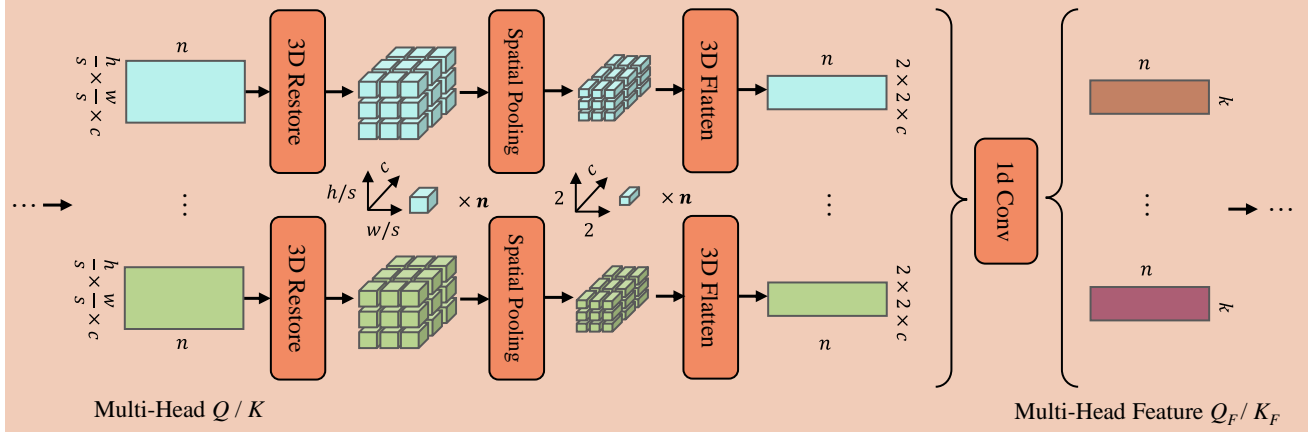 n
h/s × w/s × c
3D Restore
Spatial Pooling
3D Flatten
n
2 × 2 × c
n
k
c
h/s
w/s
× n
c
2
2
× n
⋯
⋮
⋮
1d Conv
⋮
⋯
h/s × w/s × c
n
3D Restore
Spatial Pooling
3D Flatten
n
2 × 2 × c
n
k
Multi-Head Q / K
Multi-Head Feature Q_F / K_F